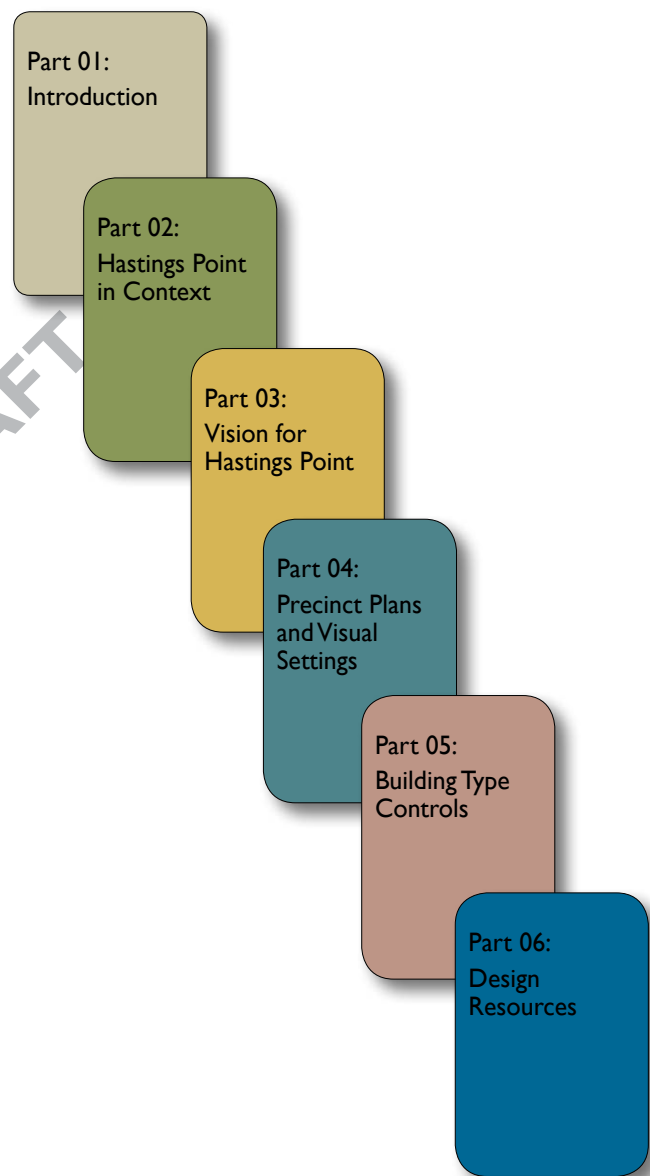 Part 01:
Introduction
Part 02:
Hastings Point
in Context
Part 03:
Vision for
Hastings Point
Part 04:
Precinct Plans
and Visual
Settings
Part 05:
Building Type
Controls
Part 06:
Design
Resources